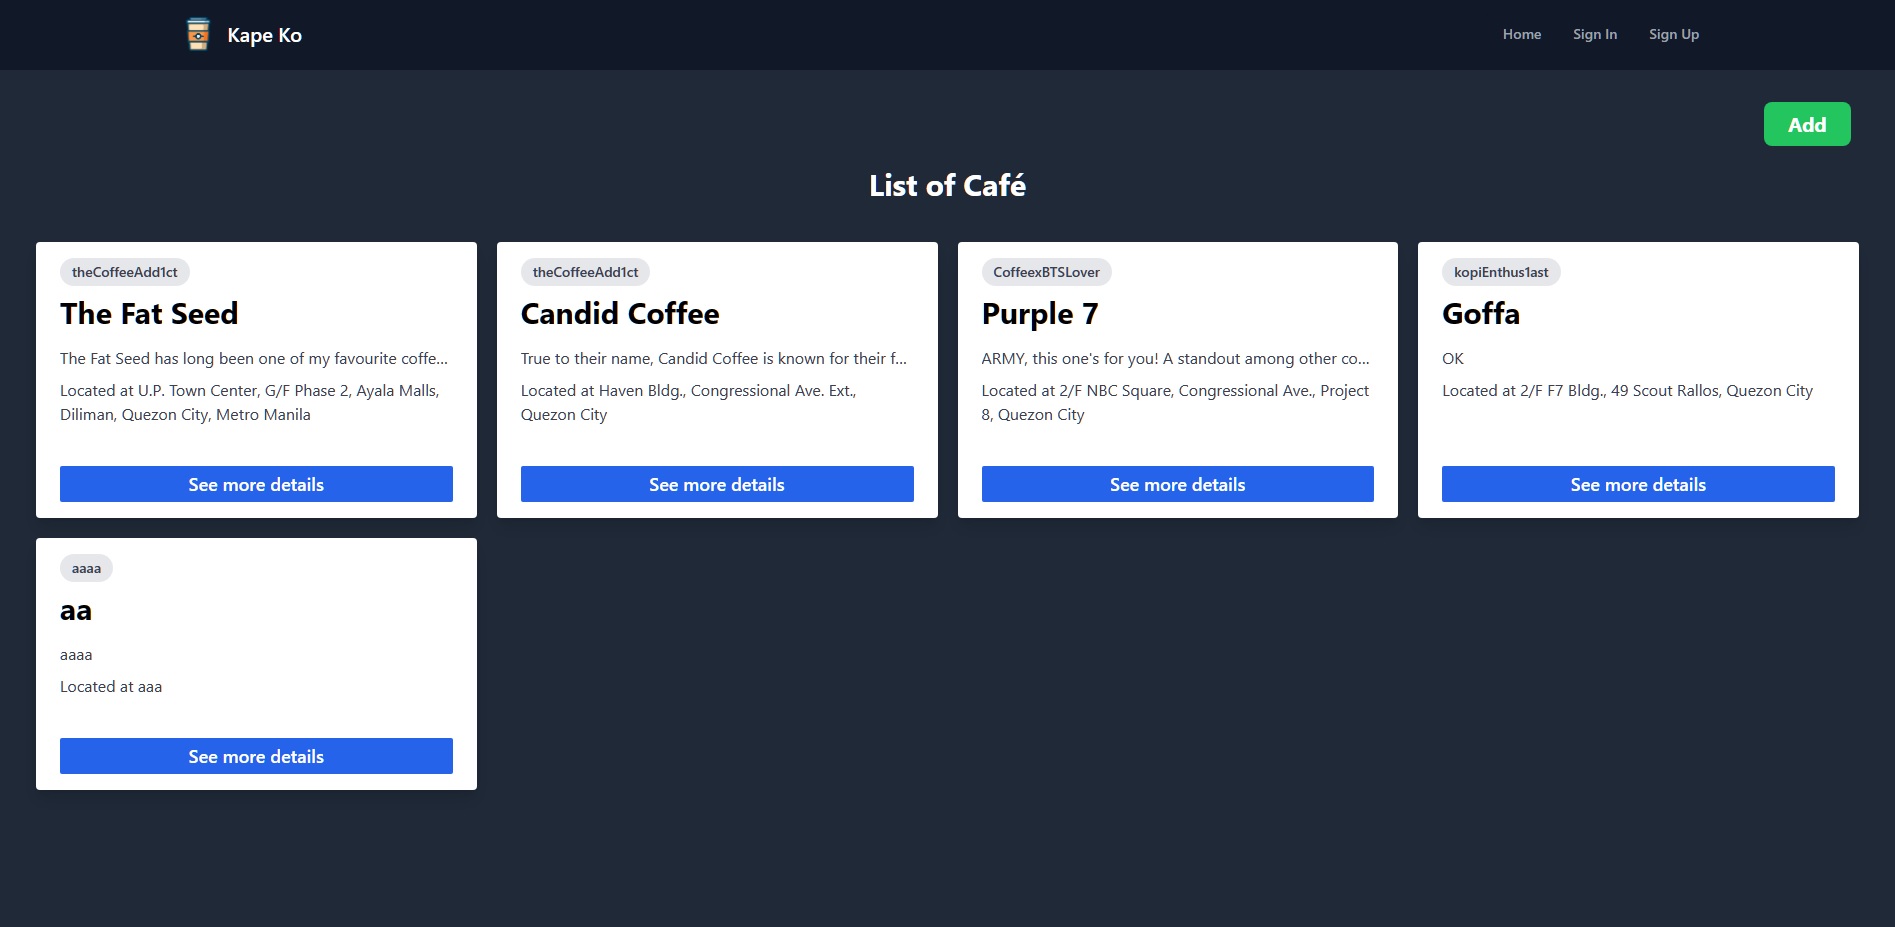 Kape Ko
Home
Sign In
Sign Up
Add
List of Café
theCoffeeAdd1ct
The Fat Seed
The Fat Seed has long been one of my favourite coffe...
Located at U.P. Town Center, G/F Phase 2, Ayala Malls,
Diliman, Quezon City, Metro Manila
See more details
theCoffeeAdd1ct
Candid Coffee
True to their name, Candid Coffee is known for their f...
Located at Haven Bldg., Congressional Ave. Ext.,
Quezon City
See more details
CoffeexBTSLover
Purple 7
ARMY, this one's for you! A standout among other co...
Located at 2/F NBC Square, Congressional Ave., Project
8, Quezon City
See more details
kopiEnthus1ast
Goffa
OK
Located at 2/F F7 Bldg., 49 Scout Rallos, Quezon City
See more details
aaaa
aa
aaaa
Located at aaa
See more details